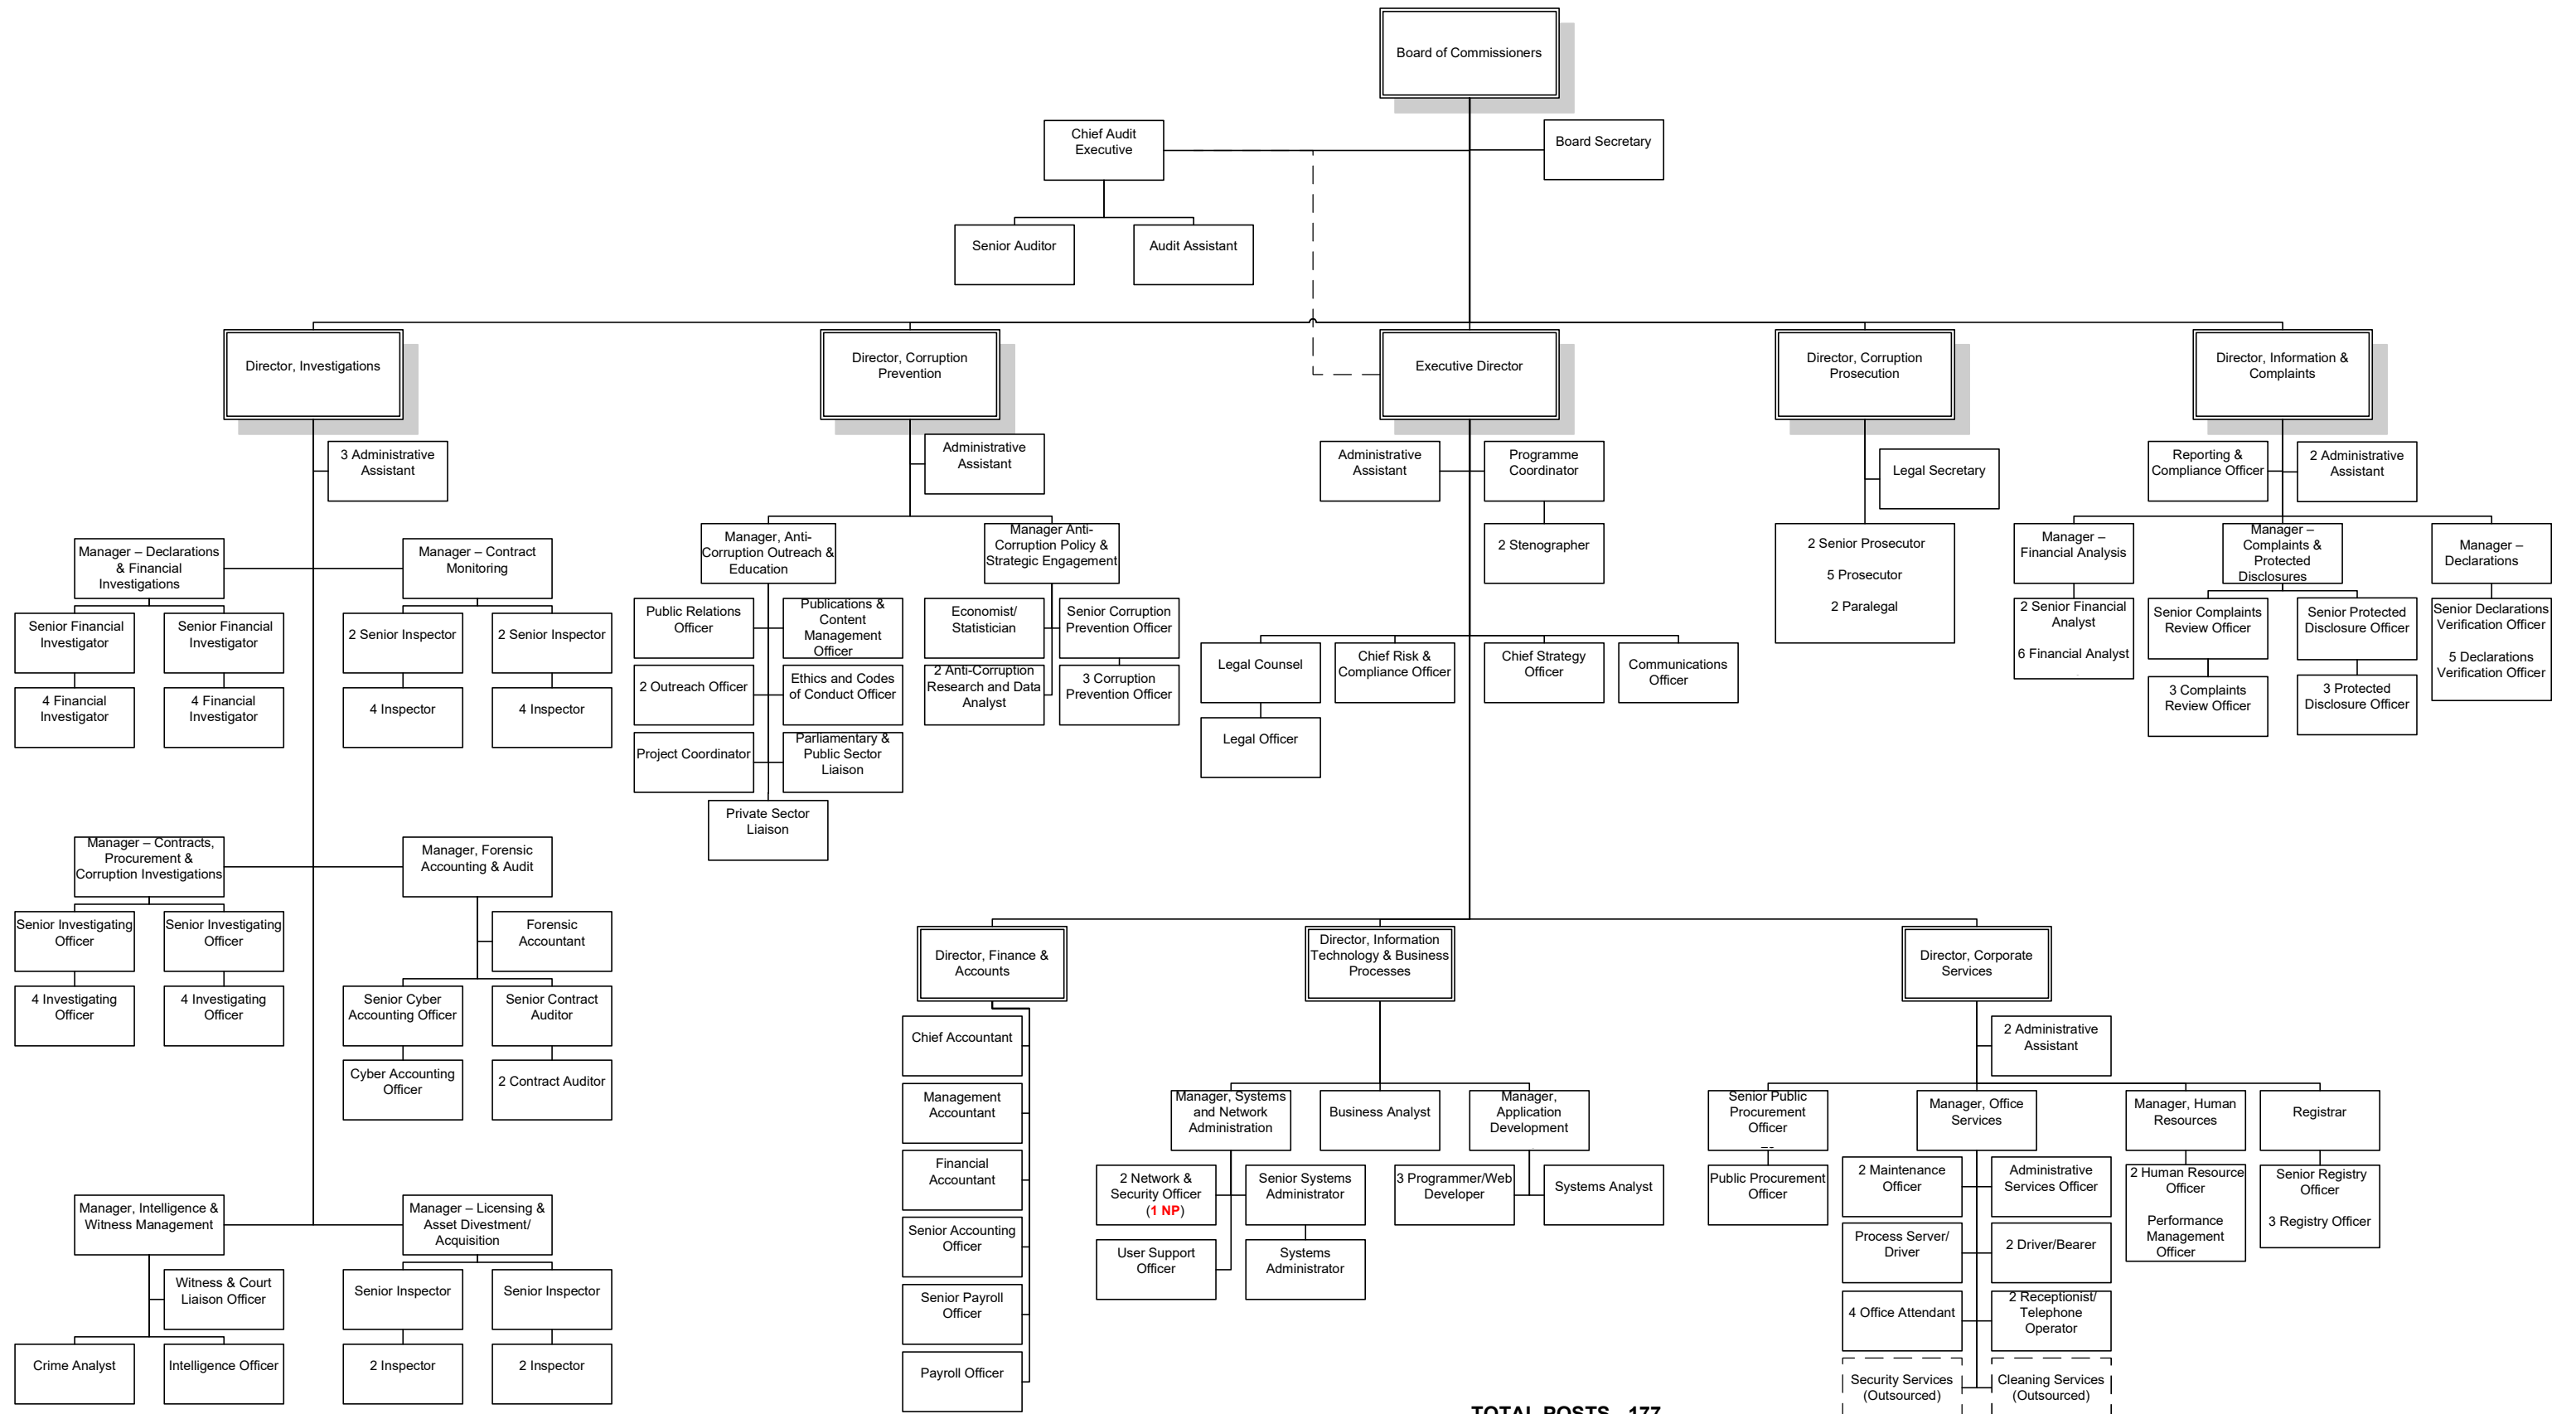 Board of Commissioners
Chief Audit
Executive
Board Secretary
Senior Auditor
Audit Assistant
Director, Investigations
Director, Corruption
Prevention
Executive Director
Director, Corruption
Prosecution
Director, Information &
Complaints
3 Administrative
Assistant
Administrative
Assistant
Administrative
Assistant
Programme
Coordinator
Legal Secretary
Reporting &
Compliance Officer
2 Administrative
Assistant
Manager – Declarations
& Financial
Investigations
Manager – Contract
Monitoring
Senior Financial
Investigator
Senior Financial
Investigator
2 Senior Inspector
2 Senior Inspector
4 Financial
Investigator
4 Financial
Investigator
4 Inspector
4 Inspector
Manager, Anti-
Corruption Outreach &
Education
Manager Anti-
Corruption Policy &
Strategic Engagement
Public Relations
Officer
Publications &
Content
Management
Officer
Economist/
Statistician
Senior Corruption
Prevention Officer
2 Outreach Officer
Ethics and Codes
of Conduct Officer
2 Anti-Corruption
Research and Data
Analyst
3 Corruption
Prevention Officer
Project Coordinator
Parliamentary &
Public Sector
Liaison
Private Sector
Liaison
2 Stenographer
Legal Counsel
Chief Risk &
Compliance Officer
Chief Strategy
Officer
Communications
Officer
Legal Officer
2 Senior Prosecutor
5 Prosecutor
2 Paralegal
Manager –
Financial Analysis
Manager –
Complaints &
Protected
Disclosures
Manager –
Declarations
2 Senior Financial
Analyst
6 Financial Analyst
Senior Complaints
Review Officer
Senior Protected
Disclosure Officer
Senior Declarations
Verification Officer
5 Declarations
Verification Officer
3 Complaints
Review Officer
3 Protected
Disclosure Officer
Manager – Contracts,
Procurement &
Corruption Investigations
Manager, Forensic
Accounting & Audit
Senior Investigating
Officer
Senior Investigating
Officer
Forensic
Accountant
4 Investigating
Officer
4 Investigating
Officer
Senior Cyber
Accounting Officer
Senior Contract
Auditor
Cyber Accounting
Officer
2 Contract Auditor
Manager, Intelligence &
Witness Management
Manager – Licensing &
Asset Divestment/
Acquisition
Witness & Court
Liaison Officer
Senior Inspector
Senior Inspector
Crime Analyst
Intelligence Officer
2 Inspector
2 Inspector
Director, Finance &
Accounts
Director, Information
Technology & Business
Processes
Director, Corporate
Services
Chief Accountant
Management
Accountant
Financial
Accountant
Senior Accounting
Officer
Senior Payroll
Officer
Payroll Officer
Manager, Systems
and Network
Administration
Business Analyst
Manager,
Application
Development
2 Network &
Security Officer
(1 NP)
Senior Systems
Administrator
3 Programmer/Web
Developer
Systems Analyst
User Support
Officer
Systems
Administrator
2 Administrative
Assistant
Senior Public
Procurement
Officer
Manager, Office
Services
Manager, Human
Resources
Registrar
Public Procurement
Officer
2 Maintenance
Officer
Administrative
Services Officer
2 Human Resource
Officer
Performance
Management
Officer
Senior Registry
Officer
3 Registry Officer
Process Server/
Driver
2 Driver/Bearer
4 Office Attendant
2 Receptionist/
Telephone
Operator
Security Services
(Outsourced)
Cleaning Services
(Outsourced)
TOTAL POSTS - 177